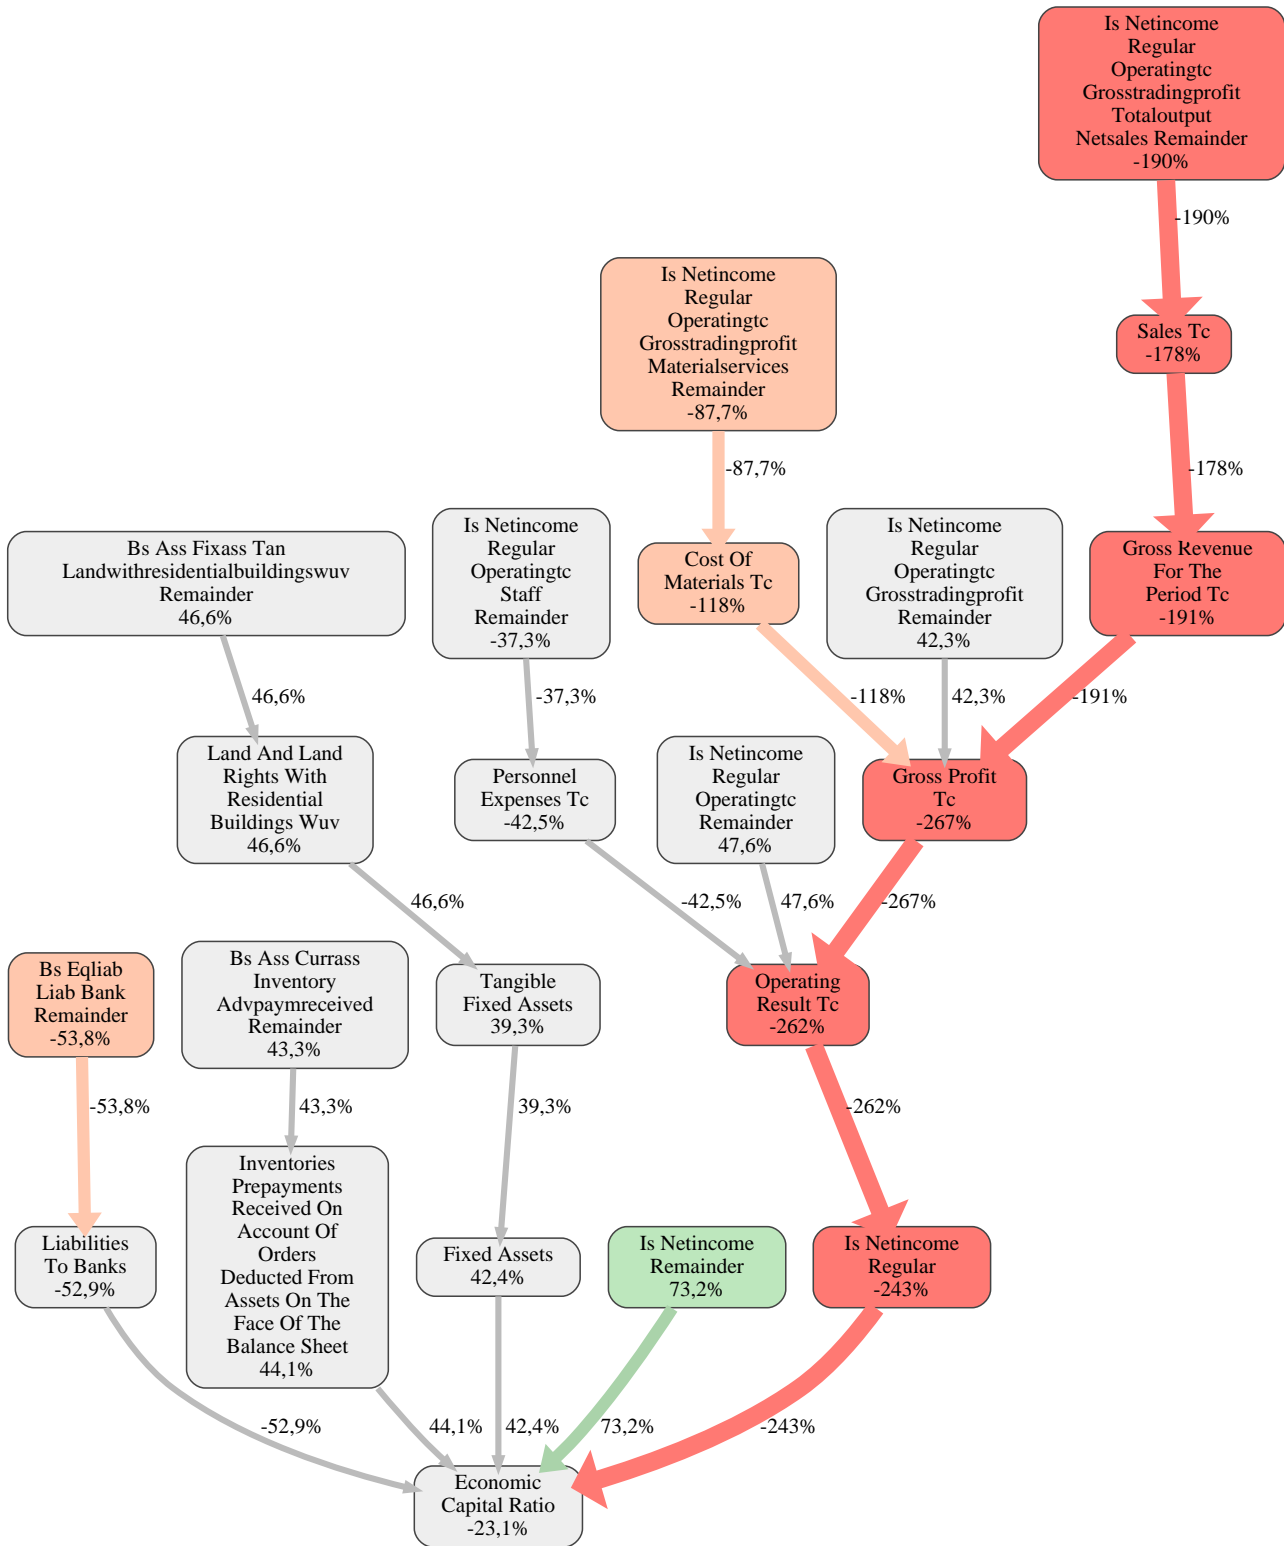 Is Netincome
Regular
Operatingtc
Grosstradingprofit
Totaloutput
Netsales Remainder
-190%
-190%
Is Netincome
Regular
Operatingtc
Grosstradingprofit
Materialservices
Remainder
-87,7%
Sales Tc
-178%
-87,7%
-178%
Bs Ass Fixass Tan
Landwithresidentialbuildingswuv
Remainder
46,6%
Is Netincome
Regular
Operatingtc
Staff
Remainder
-37,3%
Cost Of
Materials Tc
-118%
Is Netincome
Regular
Operatingtc
Grosstradingprofit
Remainder
42,3%
Gross Revenue
For The
Period Tc
-191%
46,6%
-37,3%
-118%
42,3%
-191%
Land And Land
Rights With
Residential
Buildings Wuv
46,6%
Personnel
Expenses Tc
-42,5%
Is Netincome
Regular
Operatingtc
Remainder
47,6%
Gross Profit
Tc
-267%
46,6%
-42,5%
47,6%
-267%
Bs Eqliab
Liab Bank
Remainder
-53,8%
Bs Ass Currass
Inventory
Advpaymreceived
Remainder
43,3%
Tangible
Fixed Assets
39,3%
Operating
Result Tc
-262%
-53,8%
43,3%
39,3%
-262%
Liabilities
To Banks
-52,9%
Inventories
Prepayments
Received On
Account Of
Orders
Deducted From
Assets On The
Face Of The
Balance Sheet
44,1%
Fixed Assets
42,4%
Is Netincome
Remainder
73,2%
Is Netincome
Regular
-243%
-52,9%
44,1%
42,4%
73,2%
-243%
Economic
Capital Ratio
-23,1%